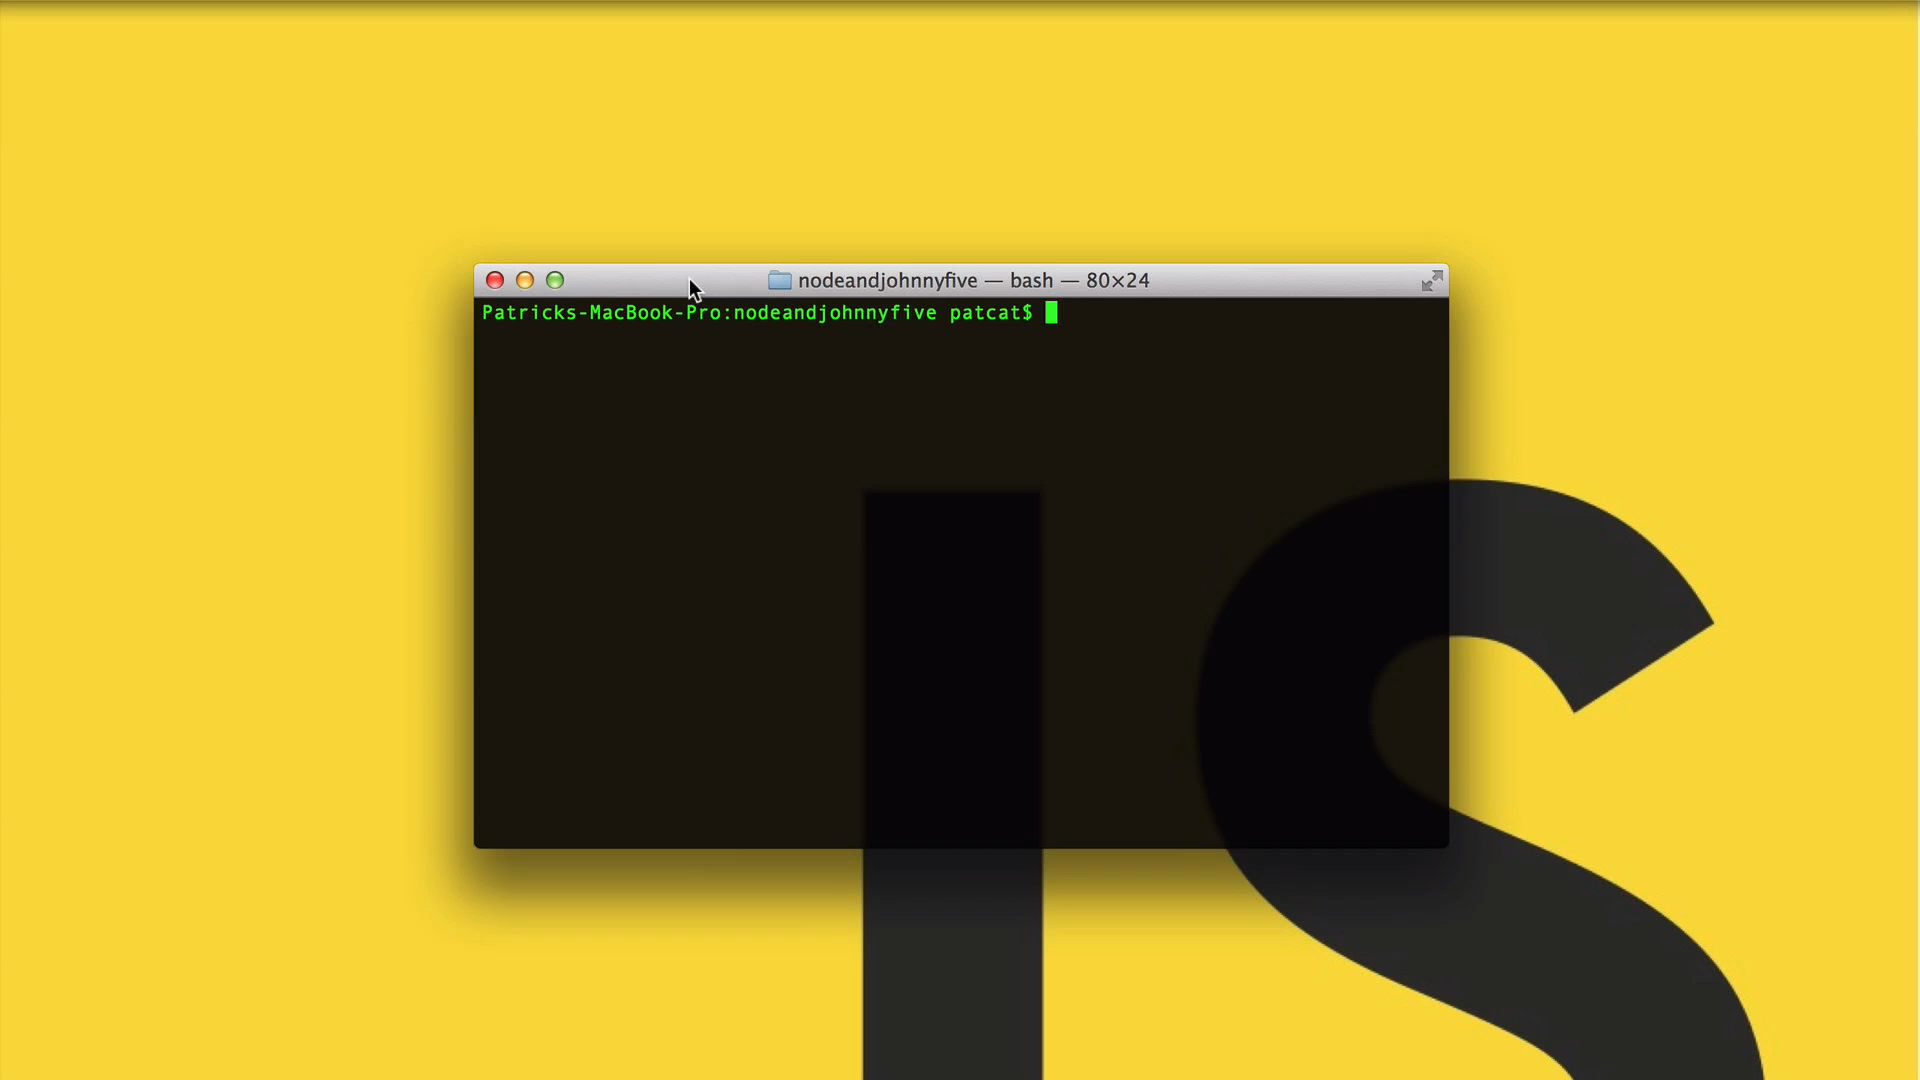 nodeandjohnnyfive — bash — 80×24
Patricks-MacBook-Pro:nodeandjohnnyfive patcat$
JS